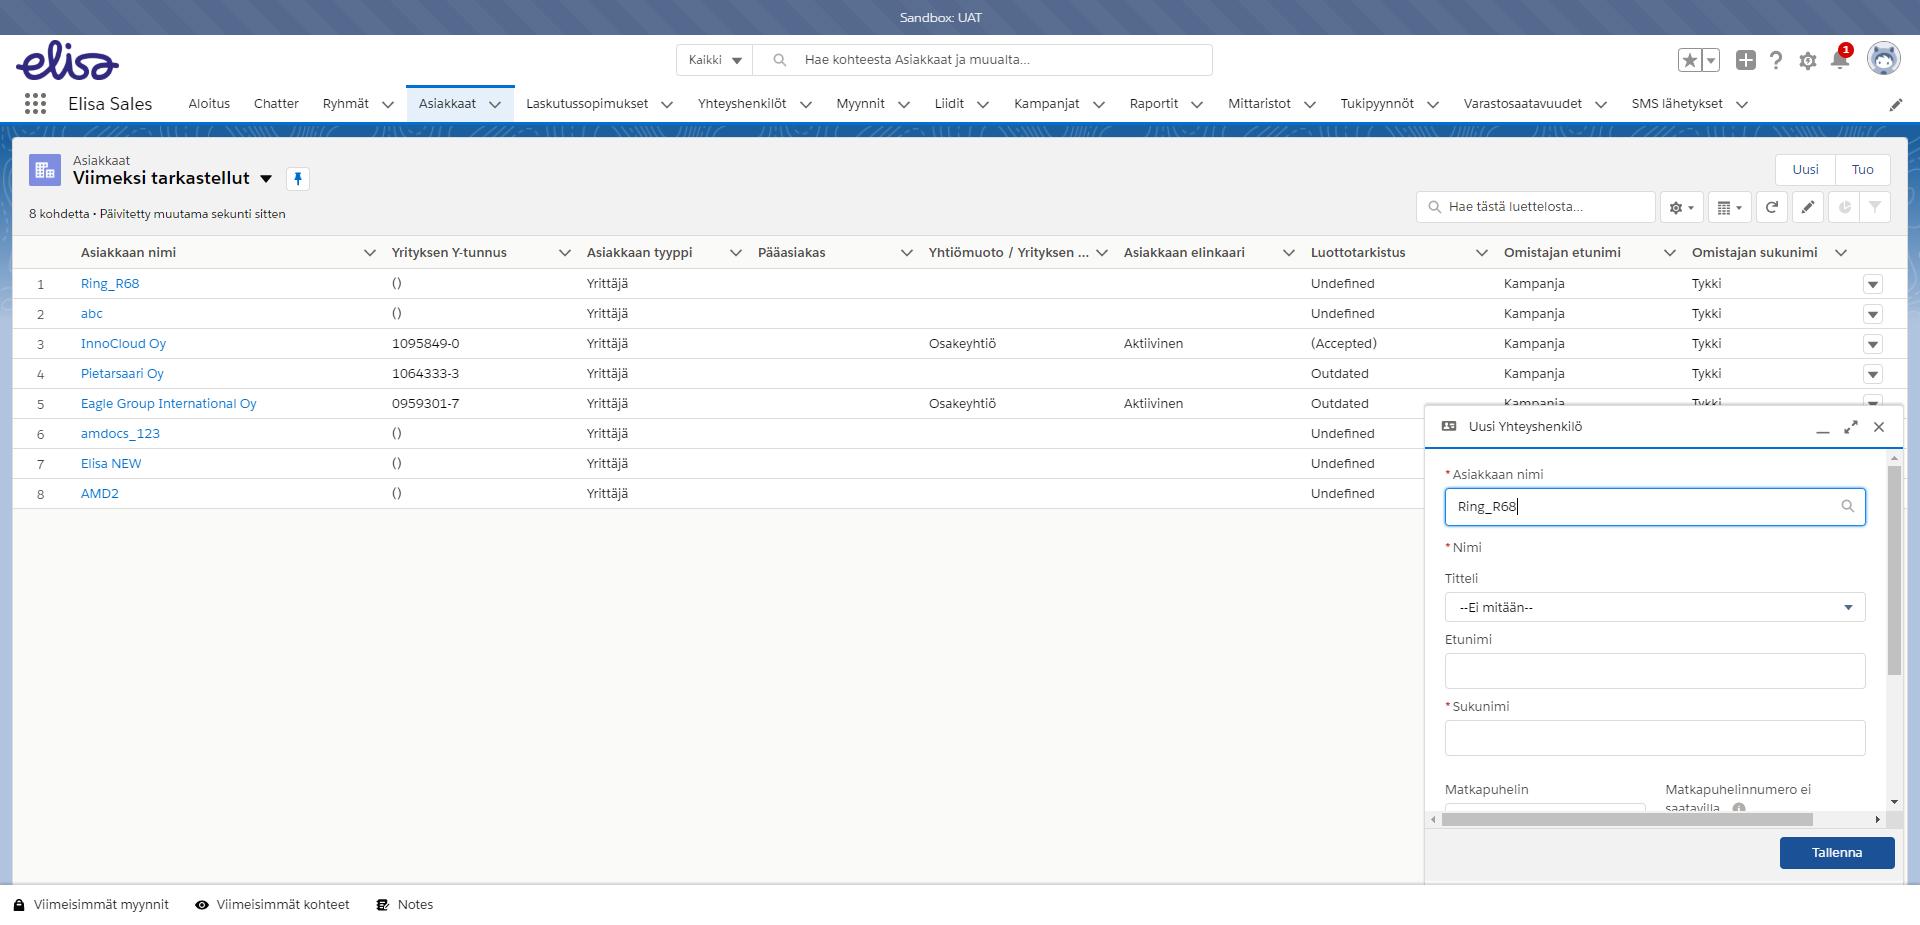 Sandbox: UAT
elisa
Kaikki
Hae kohteesta Asiakkaat ja muualta...
1
Elisa Sales
Aloitus
Chatter
Ryhmät
Asiakkaat
Laskutussopimukset
Yhteyshenkilöt
Myynnit
Liidit
Kampanjat
Raportit
Mittaristot
Tukipyynnöt
Varastosaatavuudet
SMS lähetykset
Asiakkaat
Viimeksi tarkastellut
Uusi
Tuo
8 kohdetta • Päivitetty muutama sekunti sitten
Hae tästä luettelosta...
Asiakkaan nimi Yrityksen Y-tunnus Asiakkaan tyyppi Pääasiakas Yhtiömuoto / Yrityksen ... Asiakkaan elinkaari Luottotarkistus Omistajan etunimi Omistajan sukunimi
1 Ring_R68 () Yrittäjä Undefined Kampanja Tykki
2 abc () Yrittäjä Undefined Kampanja Tykki
3 InnoCloud Oy 1095849-0 Yrittäjä Osakeyhtiö Aktiivinen (Accepted) Kampanja Tykki
4 Pietarsaari Oy 1064333-3 Yrittäjä Outdated Kampanja Tykki
5 Eagle Group International Oy 0959301-7 Yrittäjä Osakeyhtiö Aktiivinen Outdated Kampanja Tykki
6 amdocs_123 () Yrittäjä Undefined
7 Elisa NEW () Yrittäjä Undefined
8 AMD2 () Yrittäjä Undefined
Uusi Yhteyshenkilö
*Asiakkaan nimi
Ring_R68
*Nimi
Titteli
--Ei mitään--
Etunimi
*Sukunimi
Matkapuhelin
Matkapuhelinnumero ei
saatavilla
Tallenna
Viimeisimmät myynnit
Viimeisimmät kohteet
Notes